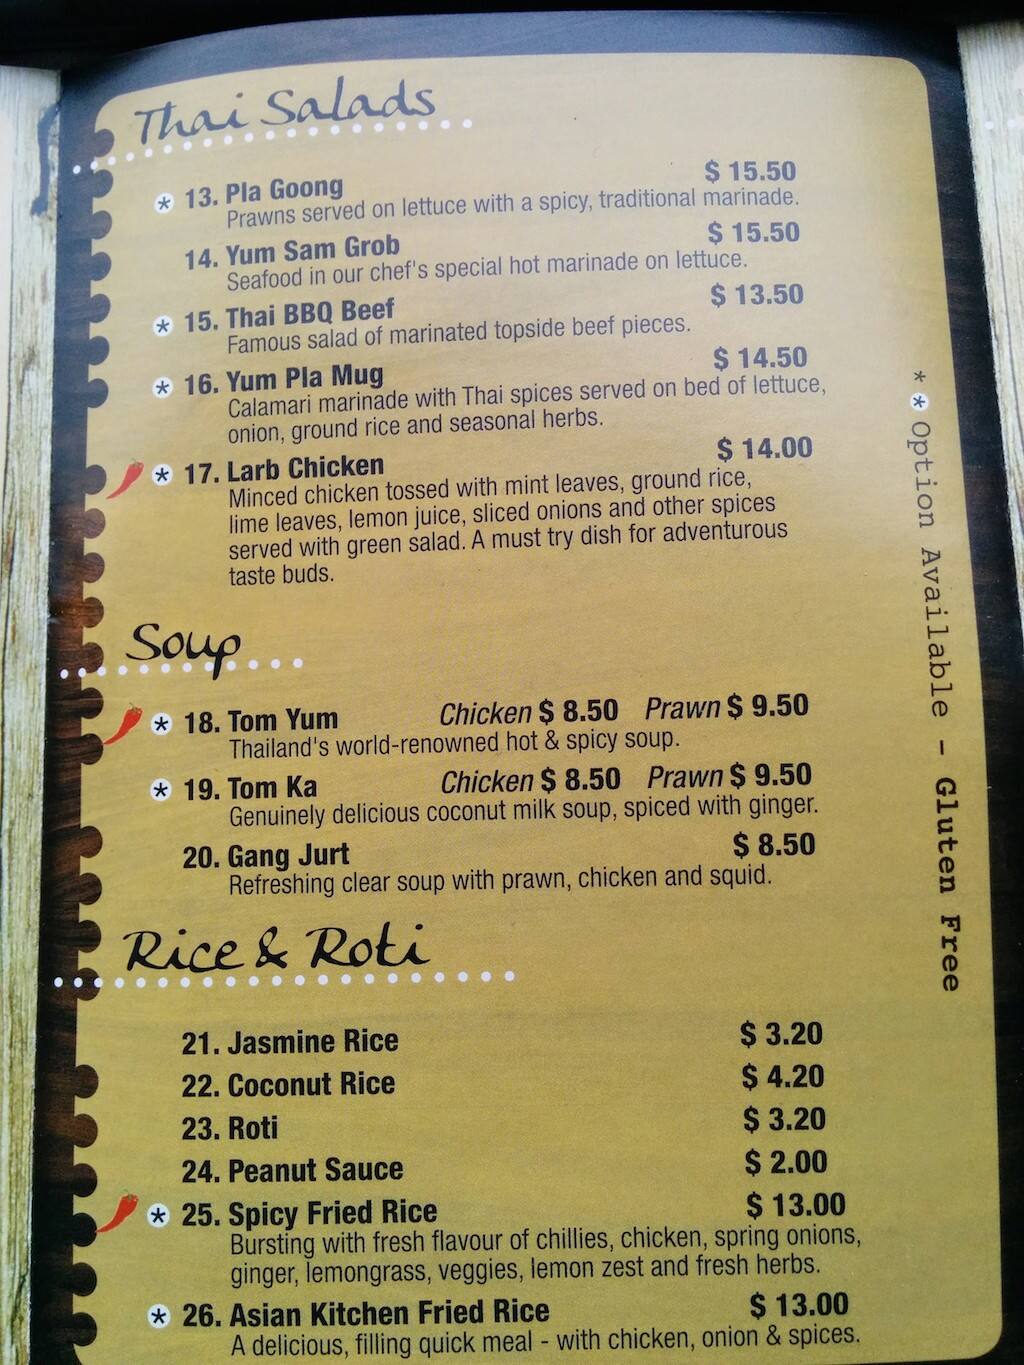 Thai Salads
* 13. Pla Goong $ 15.50
Prawns served on lettuce with a spicy, traditional marinade.
14. Yum Sam Grob $ 15.50
Seafood in our chef's special hot marinade on lettuce.
* 15. Thai BBQ Beef $ 13.50
Famous salad of marinated topside beef pieces.
* 16. Yum Pla Mug $ 14.50
Calamari marinade with Thai spices served on bed of lettuce,
onion, ground rice and seasonal herbs.
* 17. Larb Chicken $ 14.00
Minced chicken tossed with mint leaves, ground rice,
lime leaves, lemon juice, sliced onions and other spices
served with green salad. A must try dish for adventurous
taste buds.
Soup
* 18. Tom Yum Chicken $ 8.50 Prawn $ 9.50
Thailand's world-renowned hot & spicy soup.
* 19. Tom Ka Chicken $ 8.50 Prawn $ 9.50
Genuinely delicious coconut milk soup, spiced with ginger.
20. Gang Jurt $ 8.50
Refreshing clear soup with prawn, chicken and squid.
Rice & Roti
21. Jasmine Rice $ 3.20
22. Coconut Rice $ 4.20
23. Roti $ 3.20
24. Peanut Sauce $ 2.00
* 25. Spicy Fried Rice $ 13.00
Bursting with fresh flavour of chillies, chicken, spring onions,
ginger, lemongrass, veggies, lemon zest and fresh herbs.
* 26. Asian Kitchen Fried Rice $ 13.00
A delicious, filling quick meal - with chicken, onion & spices.
* * Option Available - Gluten Free